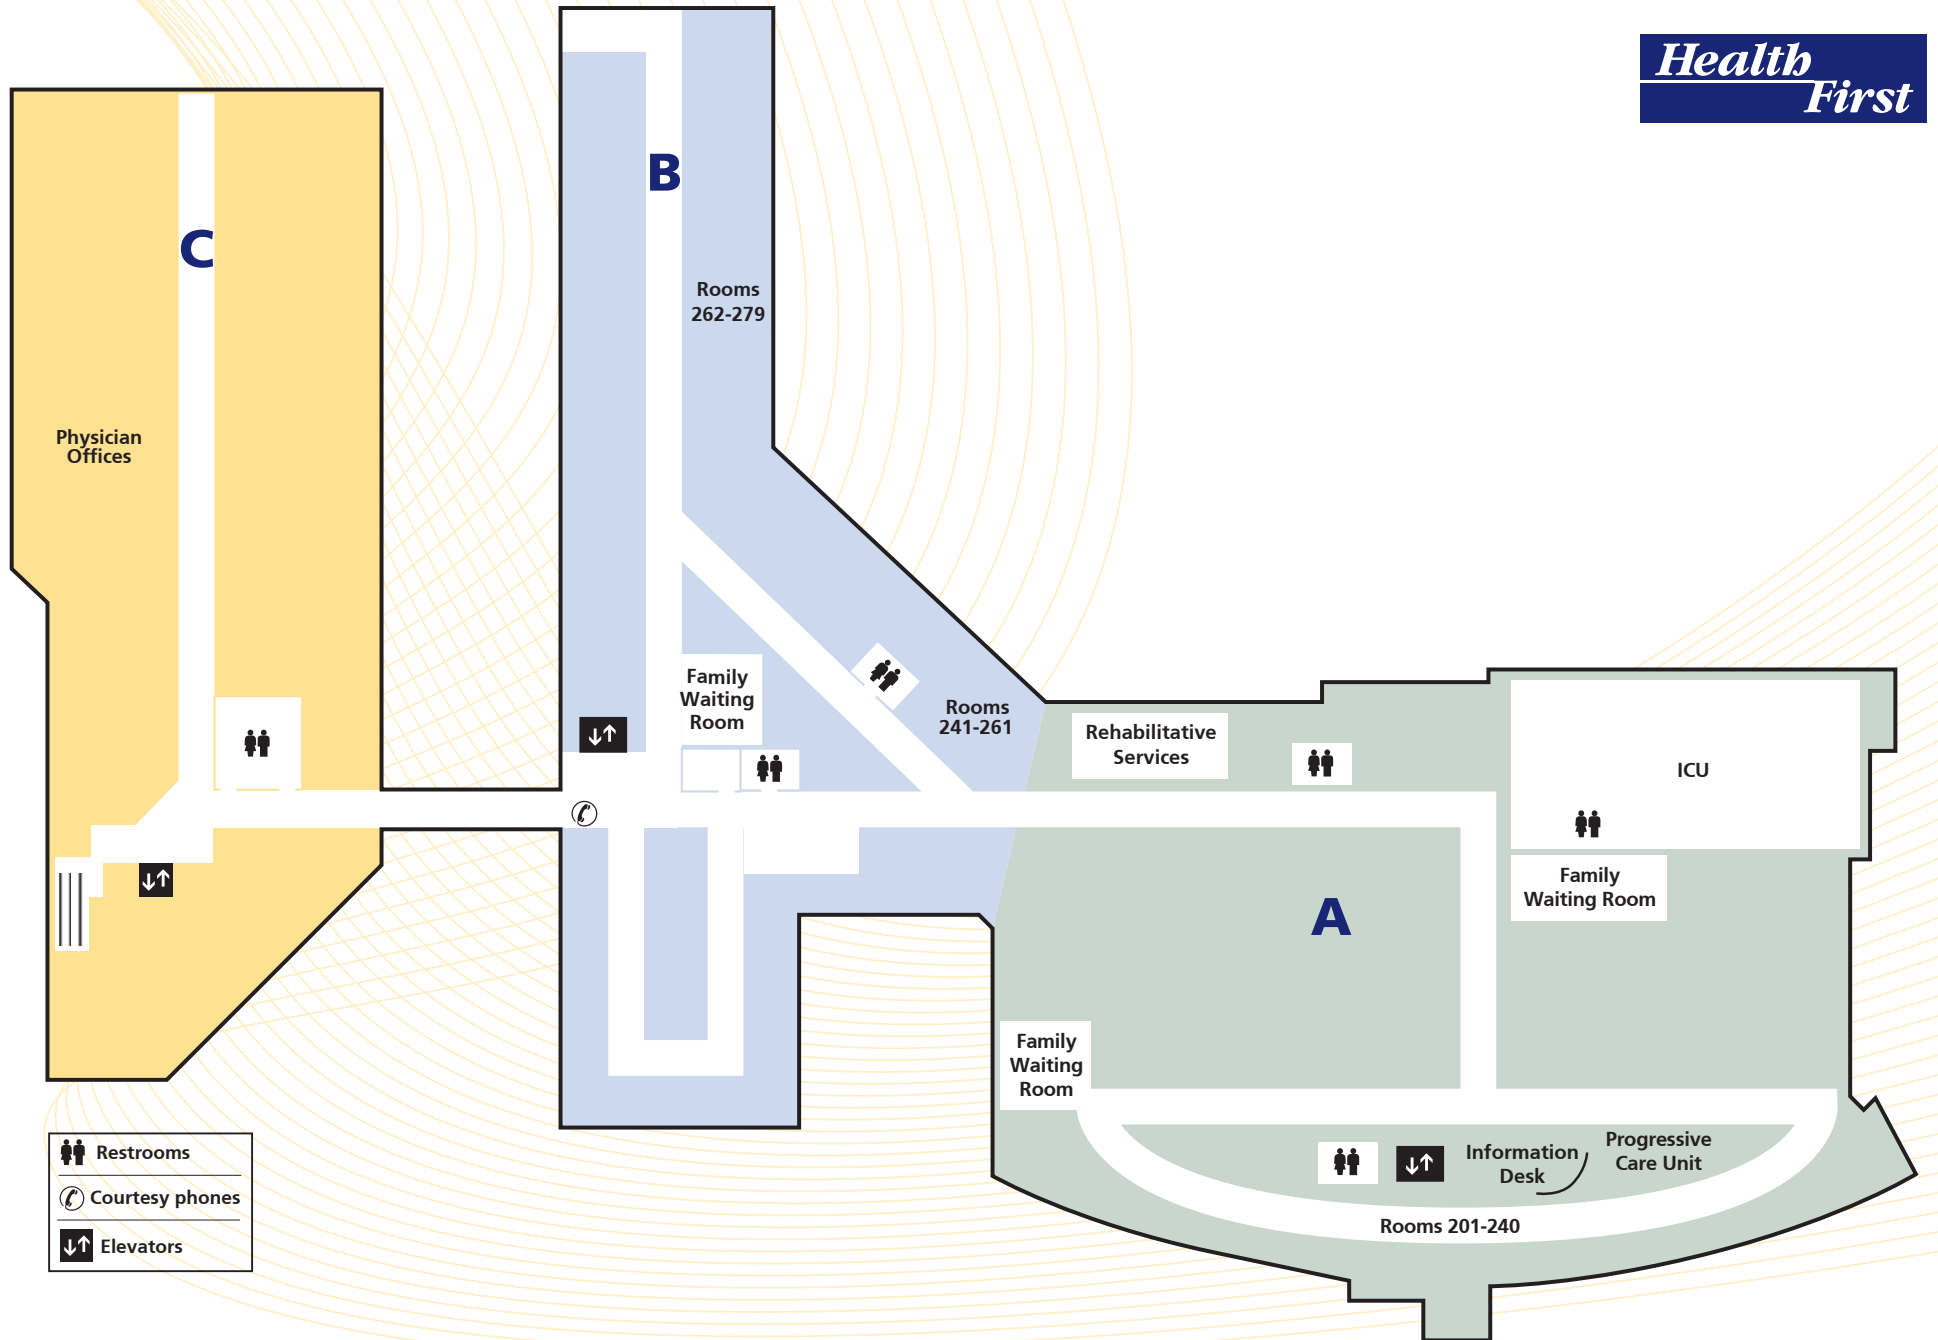 Health
First
B
C
Rooms
262-279
Physician
Offices
Family
Waiting
Room
Rooms
241-261
Rehabilitative
Services
ICU
Family
Waiting Room
A
Family
Waiting
Room
Information
Desk
Progressive
Care Unit
Rooms 201-240
Restrooms
Courtesy phones
Elevators